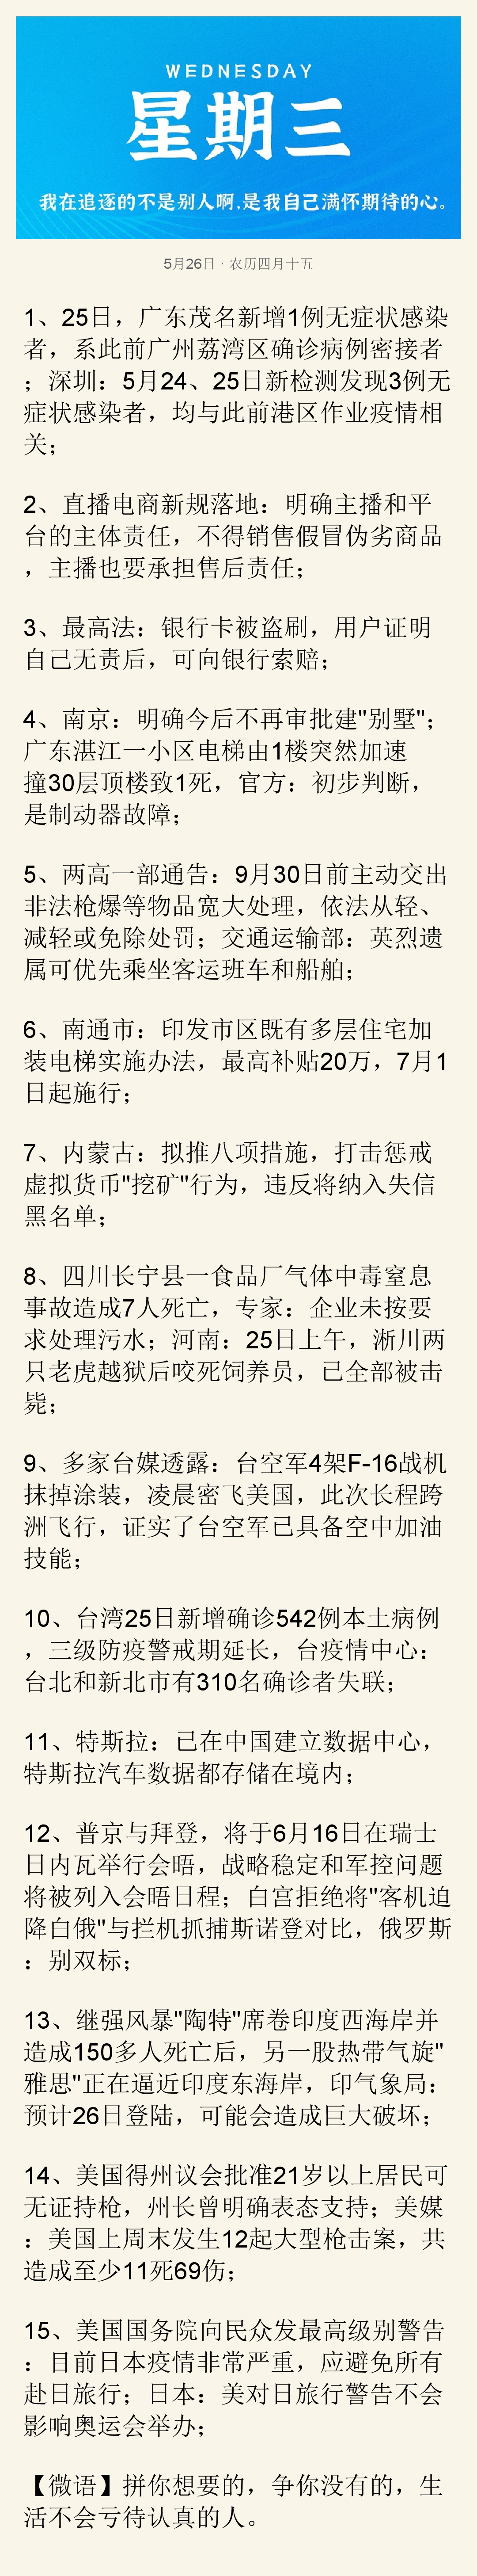 WEDNESDAY
星期三
我在追逐的不是别人啊.是我自己满怀期待的心。
5月26日 · 农历四月十五
1、25日，广东茂名新增1例无症状感染
者，系此前广州荔湾区确诊病例密接者
；深圳：5月24、25日新检测发现3例无
症状感染者，均与此前港区作业疫情相
关；
2、直播电商新规落地：明确主播和平
台的主体责任，不得销售假冒伪劣商品
，主播也要承担售后责任；
3、最高法：银行卡被盗刷，用户证明
自己无责后，可向银行索赔；
4、南京：明确今后不再审批建"别墅"；
广东湛江一小区电梯由1楼突然加速
撞30层顶楼致1死，官方：初步判断，
是制动器故障；
5、两高一部通告：9月30日前主动交出
非法枪爆等物品宽大处理，依法从轻、
减轻或免除处罚；交通运输部：英烈遗
属可优先乘坐客运班车和船舶；
6、南通市：印发市区既有多层住宅加
装电梯实施办法，最高补贴20万，7月1
日起施行；
7、内蒙古：拟推八项措施，打击惩戒
虚拟货币"挖矿"行为，违反将纳入失信
黑名单；
8、四川长宁县一食品厂气体中毒窒息
事故造成7人死亡，专家：企业未按要
求处理污水；河南：25日上午，淅川两
只老虎越狱后咬死饲养员，已全部被击
毙；
9、多家台媒透露：台空军4架F-16战机
抹掉涂装，凌晨密飞美国，此次长程跨
洲飞行，证实了台空军已具备空中加油
技能；
10、台湾25日新增确诊542例本土病例
，三级防疫警戒期延长，台疫情中心：
台北和新北市有310名确诊者失联；
11、特斯拉：已在中国建立数据中心，
特斯拉汽车数据都存储在境内；
12、普京与拜登，将于6月16日在瑞士
日内瓦举行会晤，战略稳定和军控问题
将被列入会晤日程；白宫拒绝将"客机迫
降白俄"与拦机抓捕斯诺登对比，俄罗斯
：别双标；
13、继强风暴"陶特"席卷印度西海岸并
造成150多人死亡后，另一股热带气旋"
雅思"正在逼近印度东海岸，印气象局：
预计26日登陆，可能会造成巨大破坏；
14、美国得州议会批准21岁以上居民可
无证持枪，州长曾明确表态支持；美媒
：美国上周末发生12起大型枪击案，共
造成至少11死69伤；
15、美国国务院向民众发最高级别警告
：目前日本疫情非常严重，应避免所有
赴日旅行；日本：美对日旅行警告不会
影响奥运会举办；
【微语】拼你想要的，争你没有的，生
活不会亏待认真的人。